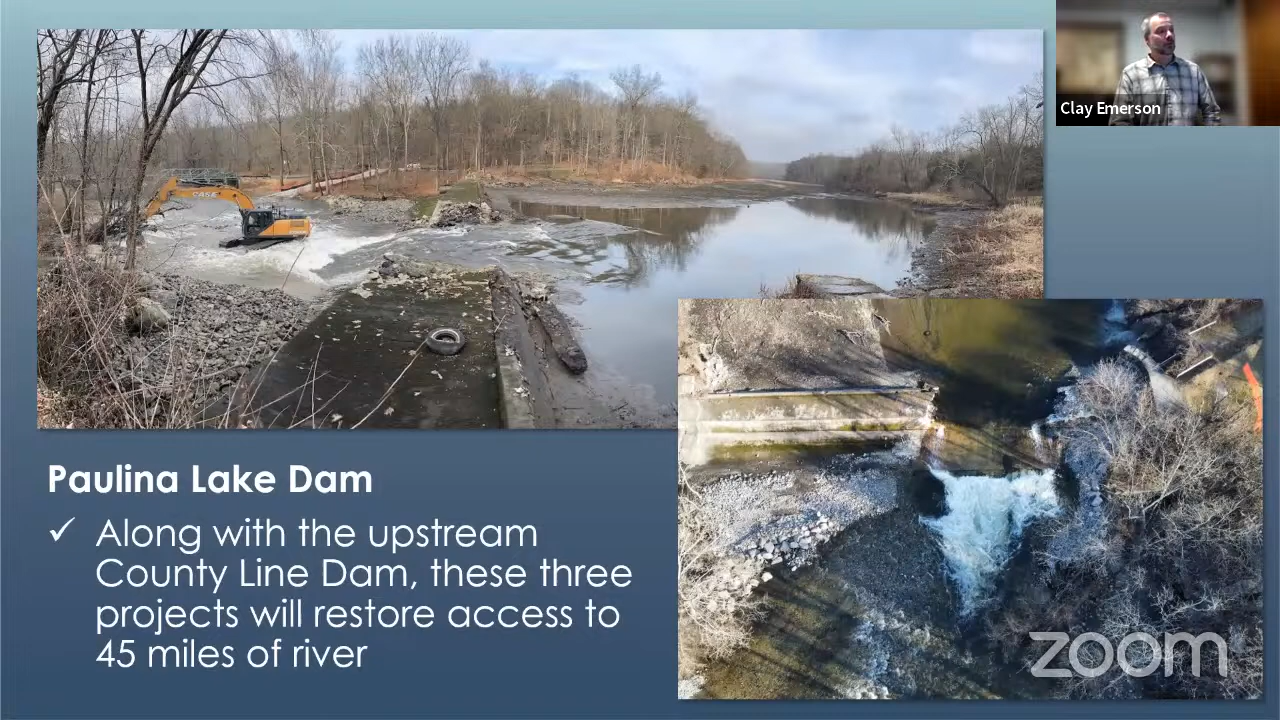 Clay Emerson
CASE
Paulina Lake Dam
✓ Along with the upstream
County Line Dam, these three
projects will restore access to
45 miles of river
zoom